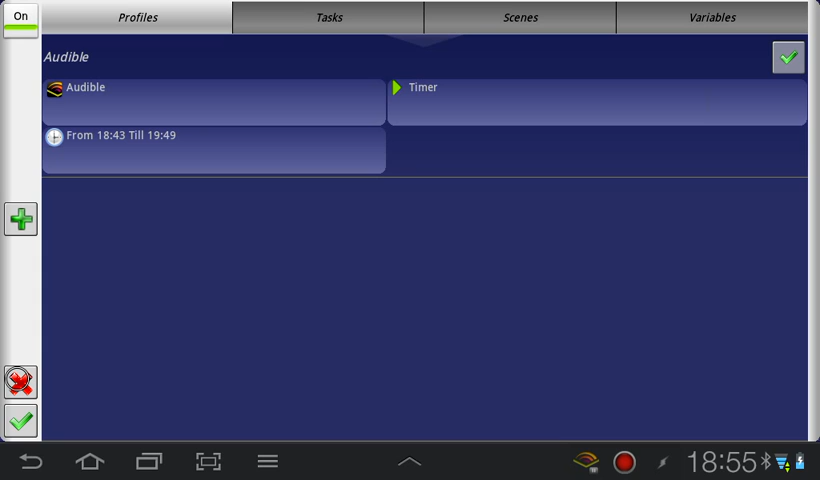 On
Profiles
Tasks
Scenes
Variables
Audible
Audible
Timer
From 18:43 Till 19:49
18:55